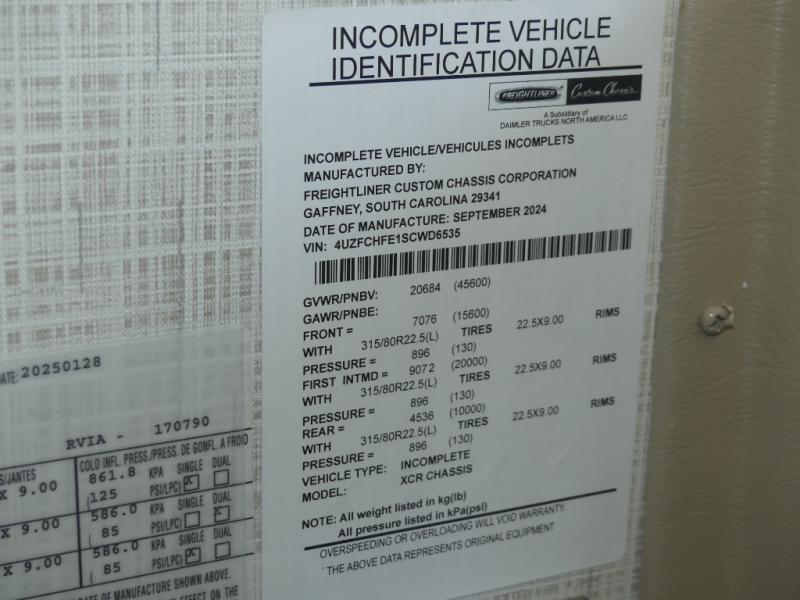 INCOMPLETE VEHICLE
IDENTIFICATION DATA
FREIGHTLINER Custom Chassis
A Subsidiary of
DAIMLER TRUCKS NORTH AMERICA LLC
INCOMPLETE VEHICLE/VEHICULES INCOMPLETS
MANUFACTURED BY:
FREIGHTLINER CUSTOM CHASSIS CORPORATION
GAFFNEY, SOUTH CAROLINA 29341
DATE OF MANUFACTURE: SEPTEMBER 2024
VIN: 4UZFCHFE1SCWD6535
GVWR/PNBV: 20684 (45600)
GAWR/PNBE:
FRONT = 7076 (15600)
WITH 315/80R22.5(L) TIRES 22.5X9.00 RIMS
PRESSURE = 896 (130)
FIRST INTMD = 9072 (20000)
WITH 315/80R22.5(L) TIRES 22.5X9.00 RIMS
PRESSURE = 896 (130)
REAR = 4536 (10000)
WITH 315/80R22.5(L) TIRES 22.5X9.00 RIMS
PRESSURE = 896 (130)
VEHICLE TYPE: INCOMPLETE
MODEL: XCR CHASSIS
NOTE: All weight listed in kg(lb)
All pressure listed in kPa(psi)
OVERSPEEDING OR OVERLOADING WILL VOID WARRANTY.
*THE ABOVE DATA REPRESENTS ORIGINAL EQUIPMENT
DATE: 20250128
RVIA - 170790
S/JANTES COLD INFL. PRESS./PRESS. DE GONFL. A FROID
X 9.00 861.8 KPA SINGLE DUAL
(125 PSI/LPC) X
X 9.00 586.0 KPA SINGLE DUAL
( 85 PSI/LPC) X
X 9.00 586.0 KPA SINGLE DUAL
( 85 PSI/LPC) X
DATE OF MANUFACTURE SHOWN ABOVE.
EFFECT ON THE